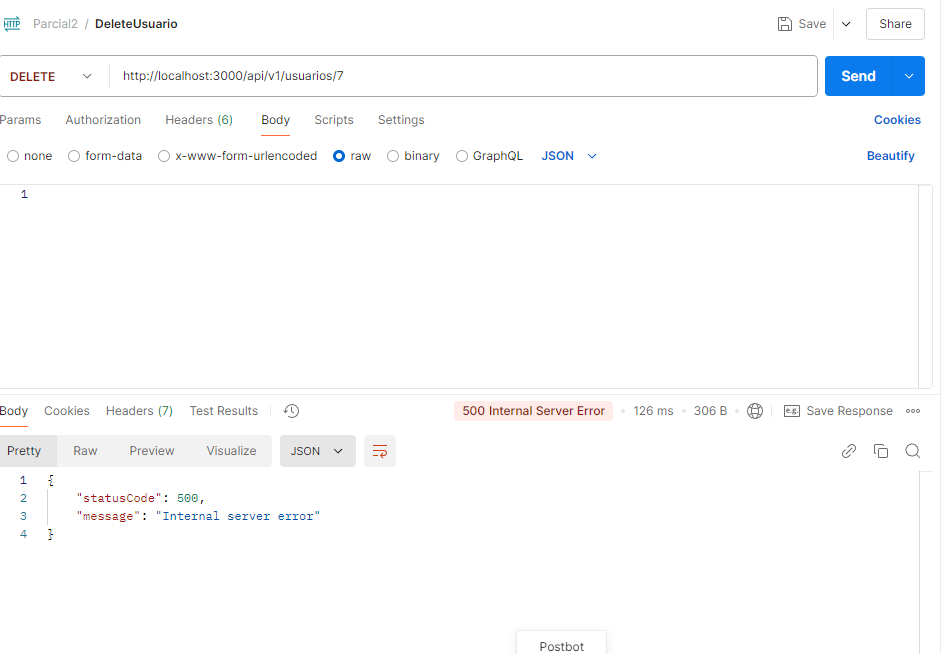 HTTP Parcial2 / DeleteUsuario Save Share
DELETE http://localhost:3000/api/v1/usuarios/7 Send
Params Authorization Headers (6) Body Scripts Settings Cookies
none form-data x-www-form-urlencoded raw binary GraphQL JSON Beautify
1
Body Cookies Headers (7) Test Results 500 Internal Server Error 126 ms 306 B e.g. Save Response
Pretty Raw Preview Visualize JSON
1 {
2 "statusCode": 500,
3 "message": "Internal server error"
4 }
Postbot